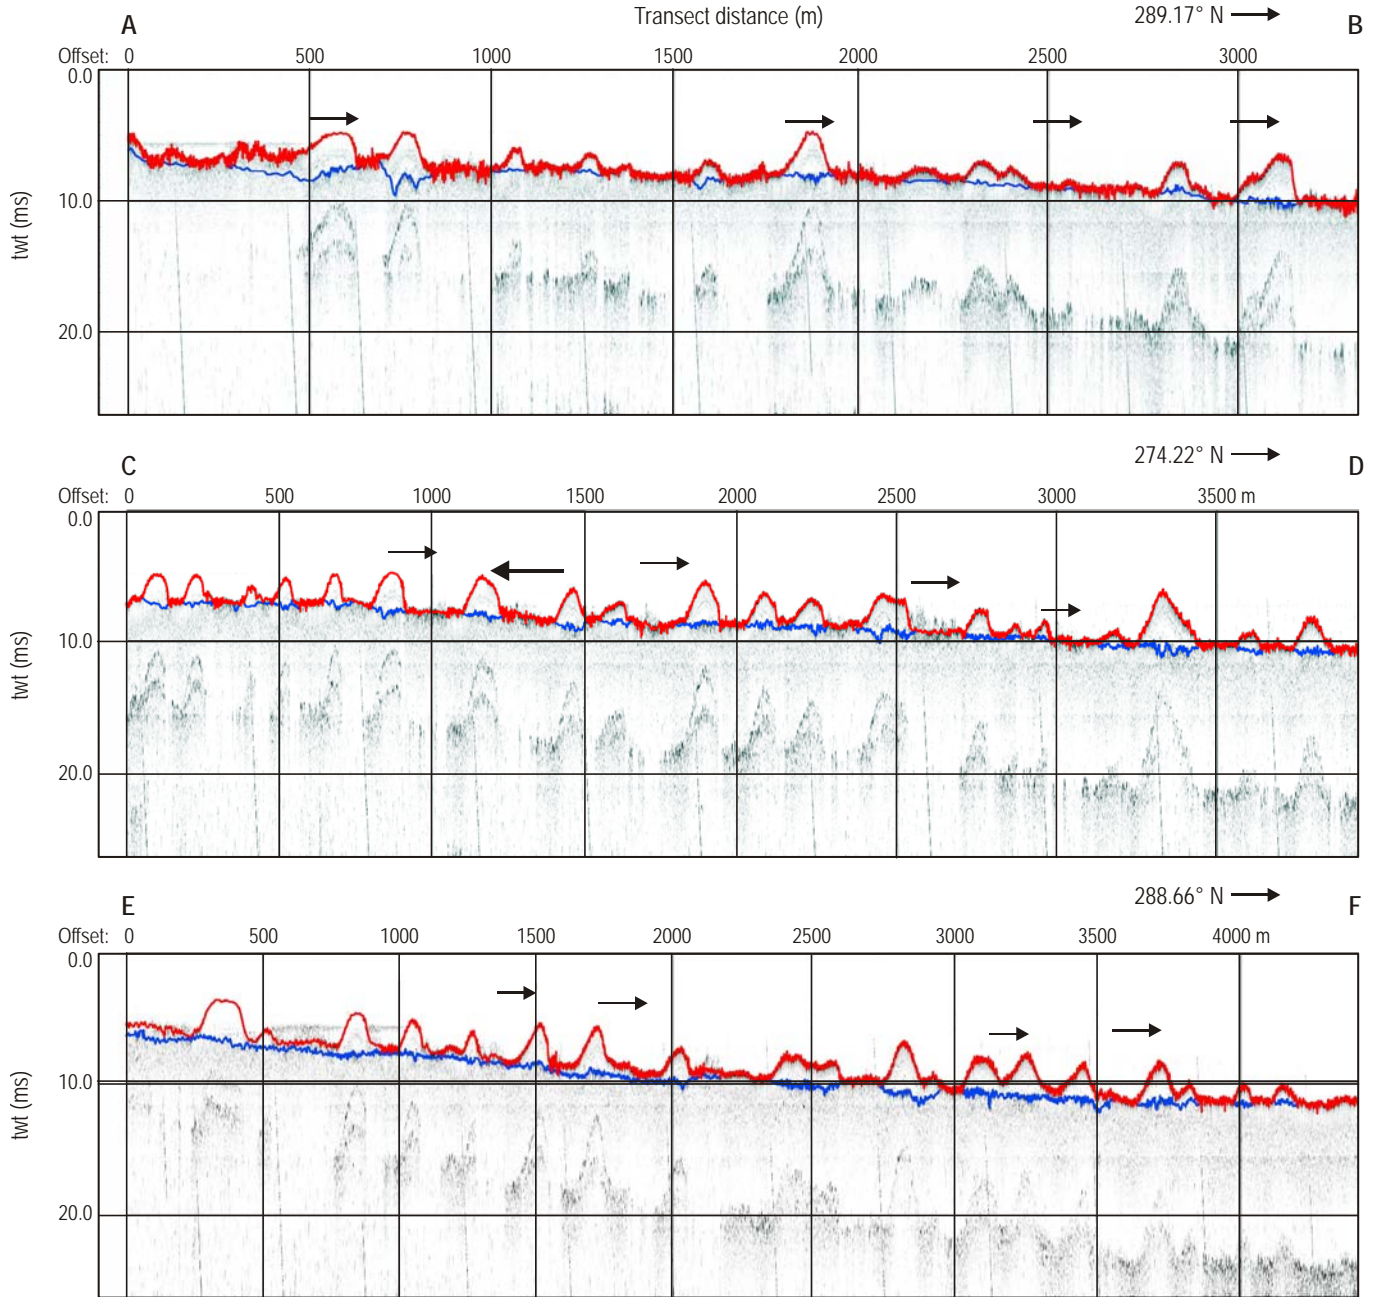 A Transect distance (m) 289.17° N B
Offset: 0 500 1000 1500 2000 2500 3000
0.0
10.0
twt (ms)
20.0
274.22° N
C D
Offset: 0 500 1000 1500 2000 2500 3000 3500 m
0.0
10.0
twt (ms)
20.0
288.66° N
E F
Offset: 0 500 1000 1500 2000 2500 3000 3500 4000 m
0.0
10.0
twt (ms)
20.0